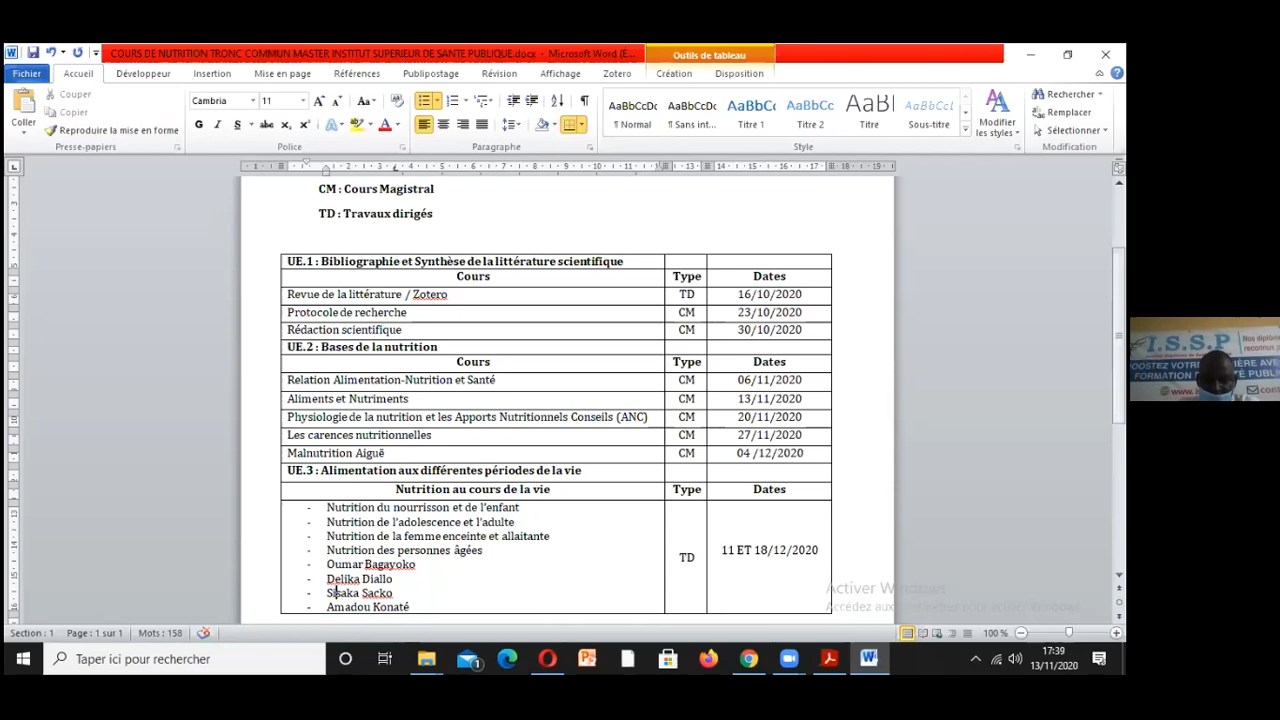 COURS DE NUTRITION TRONC COMMUN MASTER INSTITUT SUPERIEUR DE SANTE PUBLIQUE.docx - Microsoft Word (É...
Outils de tableau
Fichier Accueil Développeur Insertion Mise en page Références Publipostage Révision Affichage Zotero Création Disposition
Coller
Couper
Copier
Reproduire la mise en forme
Presse-papiers
Cambria 11
G I S abc x₂ x²
Police
Paragraphe
AaBbCcDc AaBbCcDc AaBbC( AaBbCc AaBl AaBbCc.
¶ Normal ¶ Sans int... Titre 1 Titre 2 Titre Sous-titre
Style
Modifier les styles
Rechercher
Remplacer
Sélectionner
Modification
CM : Cours Magistral
TD : Travaux dirigés
UE.1 : Bibliographie et Synthèse de la littérature scientifique
Cours Type Dates
Revue de la littérature / Zotero TD 16/10/2020
Protocole de recherche CM 23/10/2020
Rédaction scientifique CM 30/10/2020
UE.2 : Bases de la nutrition
Cours Type Dates
Relation Alimentation-Nutrition et Santé CM 06/11/2020
Aliments et Nutriments CM 13/11/2020
Physiologie de la nutrition et les Apports Nutritionnels Conseils (ANC) CM 20/11/2020
Les carences nutritionnelles CM 27/11/2020
Malnutrition Aiguë CM 04 /12/2020
UE.3 : Alimentation aux différentes périodes de la vie
Nutrition au cours de la vie Type Dates
- Nutrition du nourrisson et de l'enfant
- Nutrition de l'adolescence et l'adulte
- Nutrition de la femme enceinte et allaitante
- Nutrition des personnes âgées
- Oumar Bagayoko
- Delika Diallo
- Sisaka Sacko
- Amadou Konaté
TD
11 ET 18/12/2020
Activer Windows
Section : 1 Page : 1 sur 1 Mots : 158 100 %
Taper ici pour rechercher
17:39
13/11/2020
I.S.S.P
Nos diplô
reconnus
FORMATION